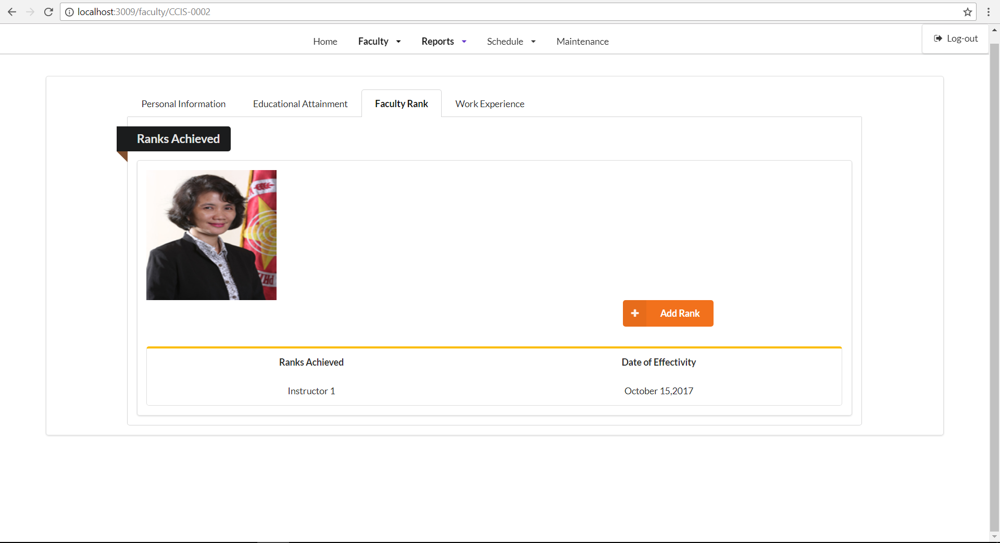 localhost:3009/faculty/CCIS-0002
Home Faculty Reports Schedule Maintenance Log-out
Personal Information Educational Attainment Faculty Rank Work Experience
Ranks Achieved
Add Rank
Ranks Achieved Date of Effectivity
Instructor 1 October 15,2017